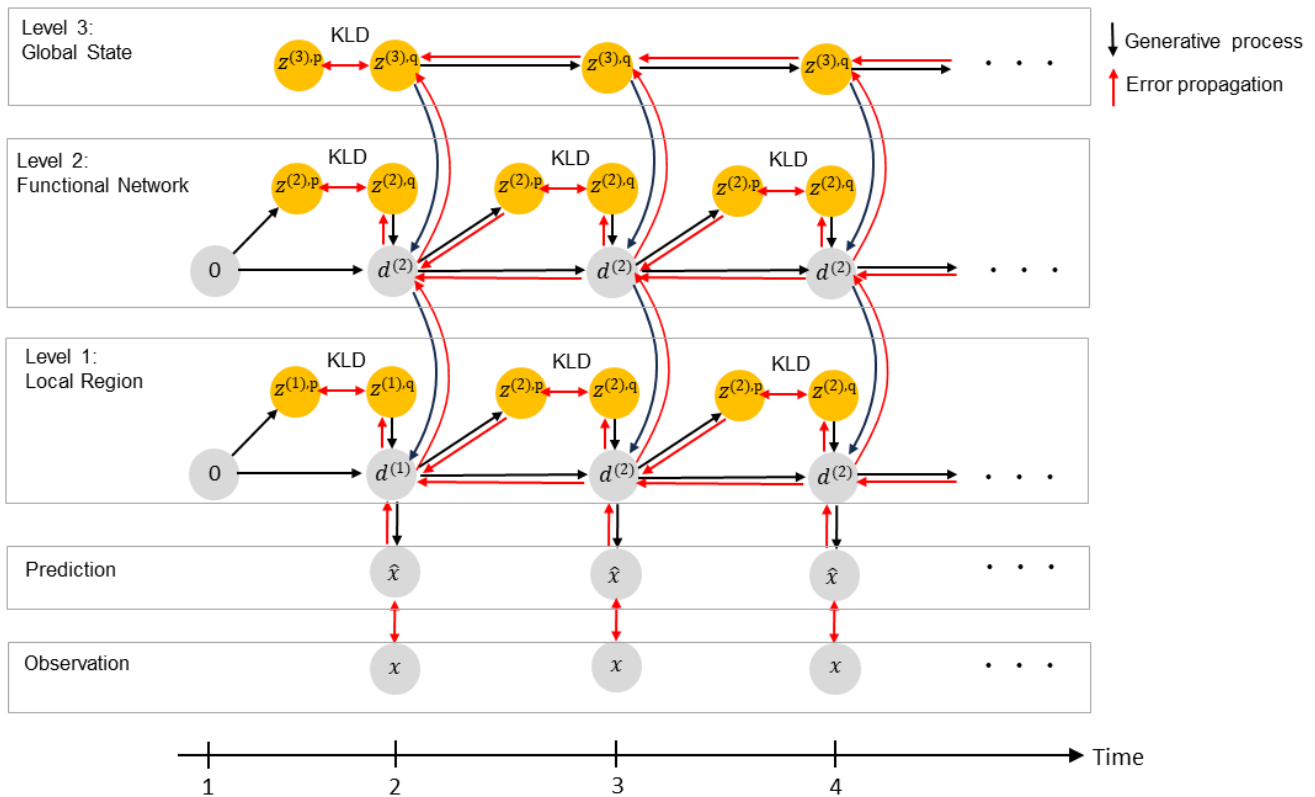 Level 3:
Global State
KLD
z^(3),p
z^(3),q
z^(3),q
z^(3),q
. . .
Generative process
Error propagation
Level 2:
Functional Network
KLD
KLD
KLD
z^(2),p
z^(2),q
z^(2),p
z^(2),q
z^(2),p
z^(2),q
0
d^(2)
d^(2)
d^(2)
. . .
Level 1:
Local Region
KLD
KLD
KLD
z^(1),p
z^(1),q
z^(2),p
z^(2),q
z^(2),p
z^(2),q
0
d^(1)
d^(2)
d^(2)
. . .
Prediction
x̂
x̂
x̂
. . .
Observation
x
x
x
. . .
Time
1
2
3
4